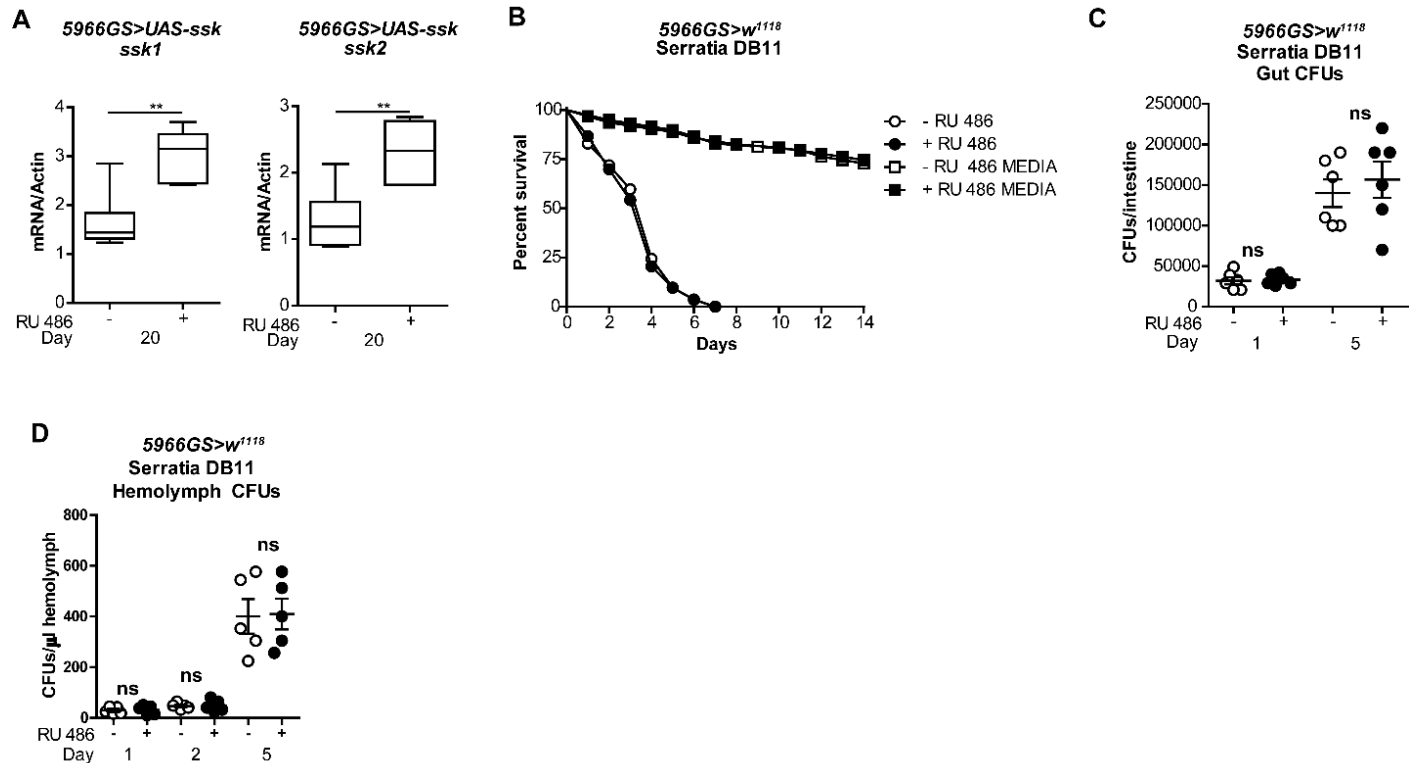 A
5966GS>UAS-ssk
ssk1
mRNA/Actin
4
3
2
1
0
**
RU 486 - +
Day 20
5966GS>UAS-ssk
ssk2
mRNA/Actin
3
2
1
0
**
RU 486 - +
Day 20
B
5966GS>w1118
Serratia DB11
Percent survival
100
75
50
25
0
0 2 4 6 8 10 12 14
Days
- RU 486
+ RU 486
- RU 486 MEDIA
+ RU 486 MEDIA
C
5966GS>w1118
Serratia DB11
Gut CFUs
CFUs/intestine
250000
200000
150000
100000
50000
0
ns
ns
RU 486 - + - +
Day 1 5
D
5966GS>w1118
Serratia DB11
Hemolymph CFUs
CFUs/µl hemolymph
800
600
400
200
0
ns
ns
ns
RU 486 - + - + - +
Day 1 2 5